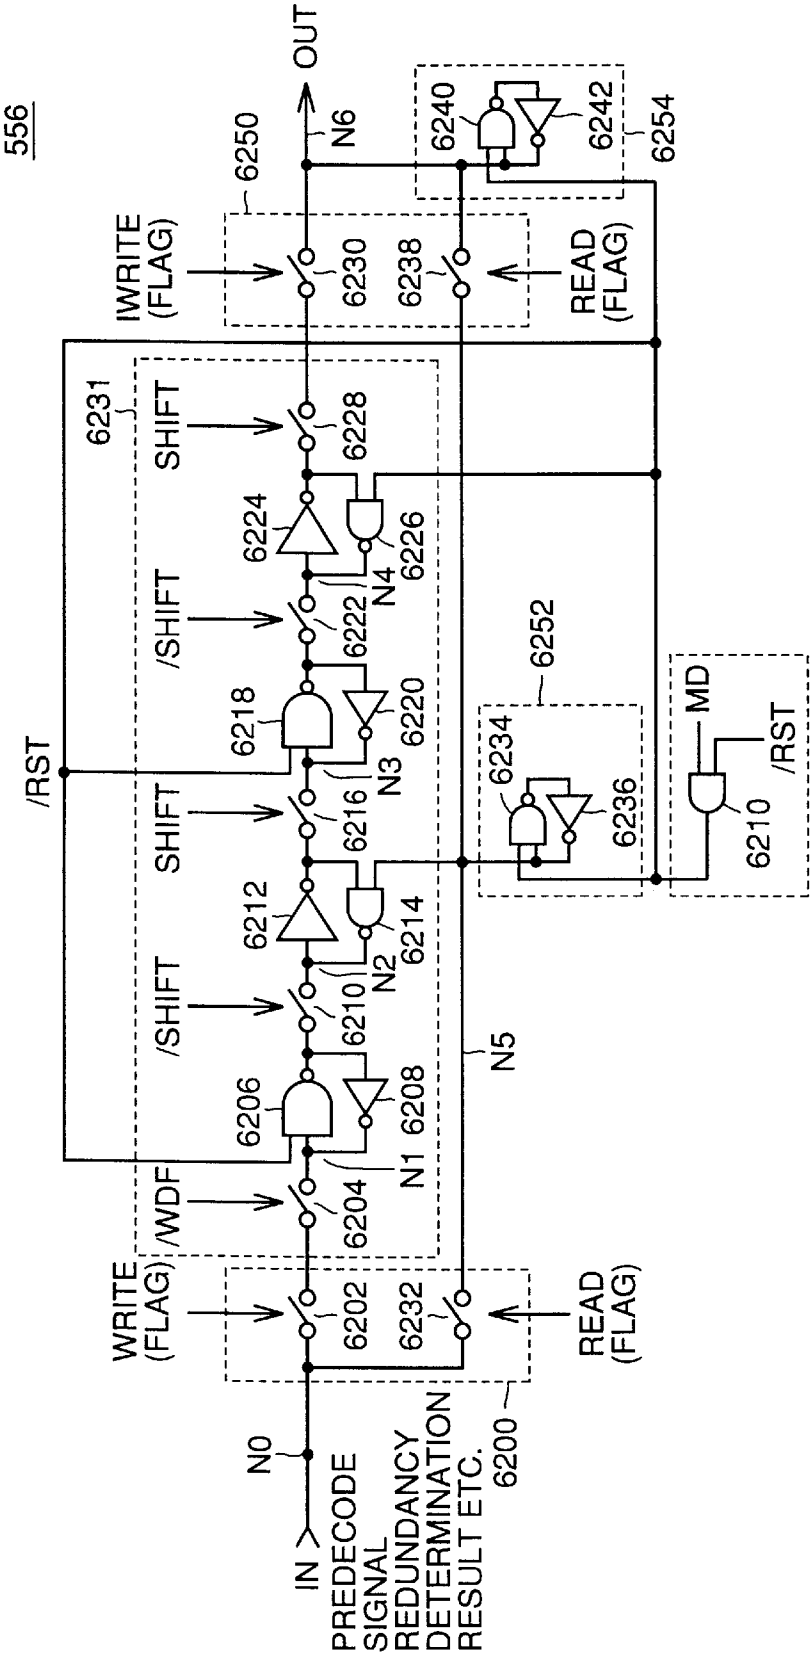 556
IN
PREDECODE
SIGNAL
REDUNDANCY
DETERMINATION
RESULT ETC.
N0
6200
WRITE
(FLAG)
6202
6232
READ
(FLAG)
/RST
6231
/WDF
6204
N1
6206
6208
/SHIFT
6210
N2
6212
6214
SHIFT
6216
N3
6218
6220
/SHIFT
6222
N4
6224
6226
SHIFT
6228
N5
6234
6236
6252
MD
/RST
6210
IWRITE
(FLAG)
6250
6230
6238
READ
(FLAG)
N6
OUT
6240
6242
6254